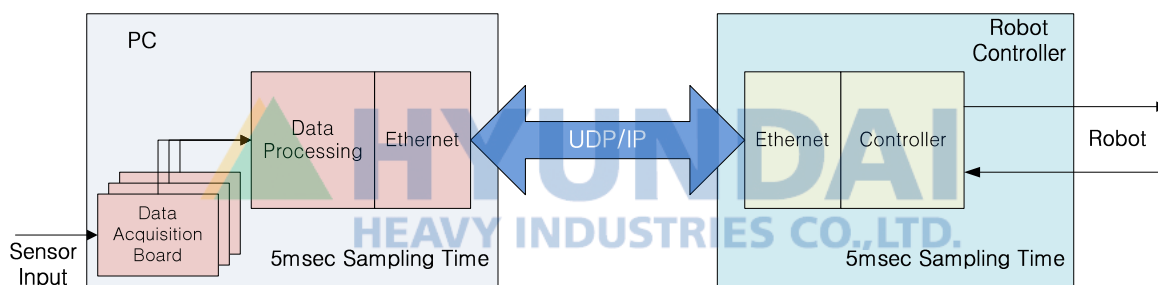 PC
Robot
Controller
Data
Processing
Ethernet
UDP/IP
Ethernet
Controller
Robot
Data
Acquisition
Board
Sensor
Input
5msec Sampling Time
5msec Sampling Time
HYUNDAI
HEAVY INDUSTRIES CO.,LTD.